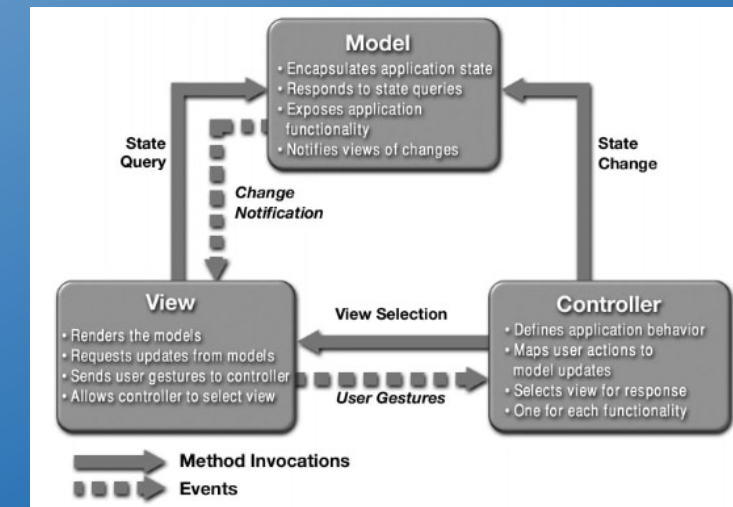 Model
• Encapsulates application state
• Responds to state queries
• Exposes application
functionality
• Notifies views of changes
State
Query
State
Change
Change
Notification
View
• Renders the models
• Requests updates from models
• Sends user gestures to controller
• Allows controller to select view
View Selection
User Gestures
Controller
• Defines application behavior
• Maps user actions to
model updates
• Selects view for response
• One for each functionality
Method Invocations
Events